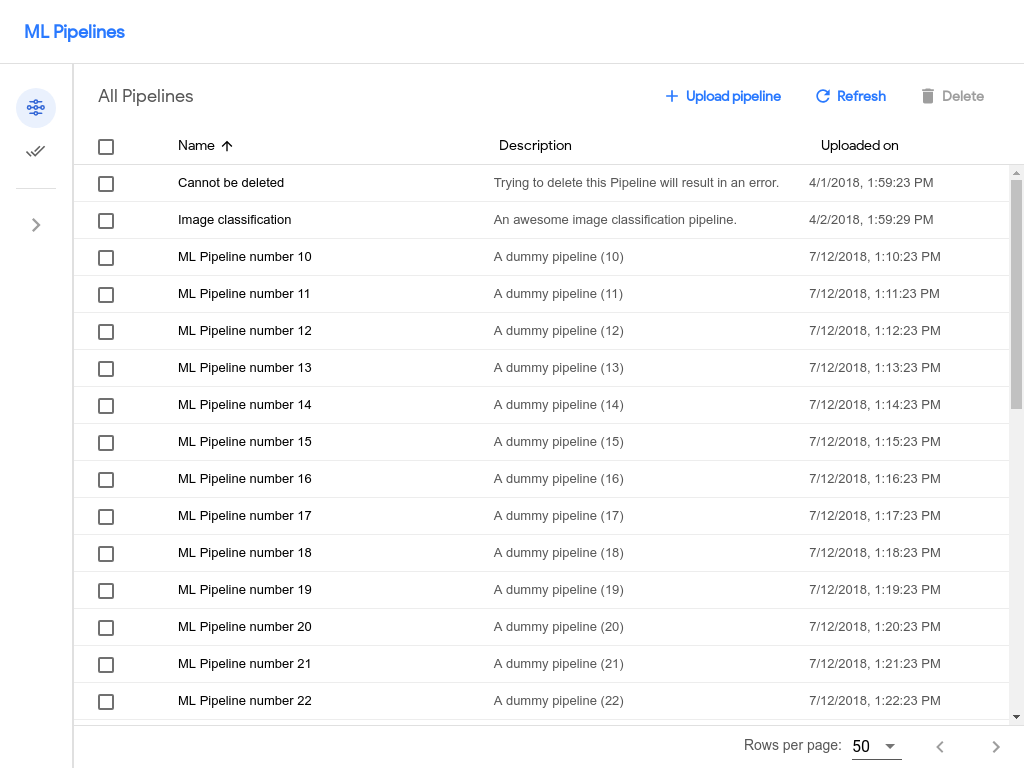 ML Pipelines
All Pipelines
Upload pipeline
Refresh
Delete
Name Description Uploaded on
Cannot be deleted Trying to delete this Pipeline will result in an error. 4/1/2018, 1:59:23 PM
Image classification An awesome image classification pipeline. 4/2/2018, 1:59:29 PM
ML Pipeline number 10 A dummy pipeline (10) 7/12/2018, 1:10:23 PM
ML Pipeline number 11 A dummy pipeline (11) 7/12/2018, 1:11:23 PM
ML Pipeline number 12 A dummy pipeline (12) 7/12/2018, 1:12:23 PM
ML Pipeline number 13 A dummy pipeline (13) 7/12/2018, 1:13:23 PM
ML Pipeline number 14 A dummy pipeline (14) 7/12/2018, 1:14:23 PM
ML Pipeline number 15 A dummy pipeline (15) 7/12/2018, 1:15:23 PM
ML Pipeline number 16 A dummy pipeline (16) 7/12/2018, 1:16:23 PM
ML Pipeline number 17 A dummy pipeline (17) 7/12/2018, 1:17:23 PM
ML Pipeline number 18 A dummy pipeline (18) 7/12/2018, 1:18:23 PM
ML Pipeline number 19 A dummy pipeline (19) 7/12/2018, 1:19:23 PM
ML Pipeline number 20 A dummy pipeline (20) 7/12/2018, 1:20:23 PM
ML Pipeline number 21 A dummy pipeline (21) 7/12/2018, 1:21:23 PM
ML Pipeline number 22 A dummy pipeline (22) 7/12/2018, 1:22:23 PM
Rows per page: 50